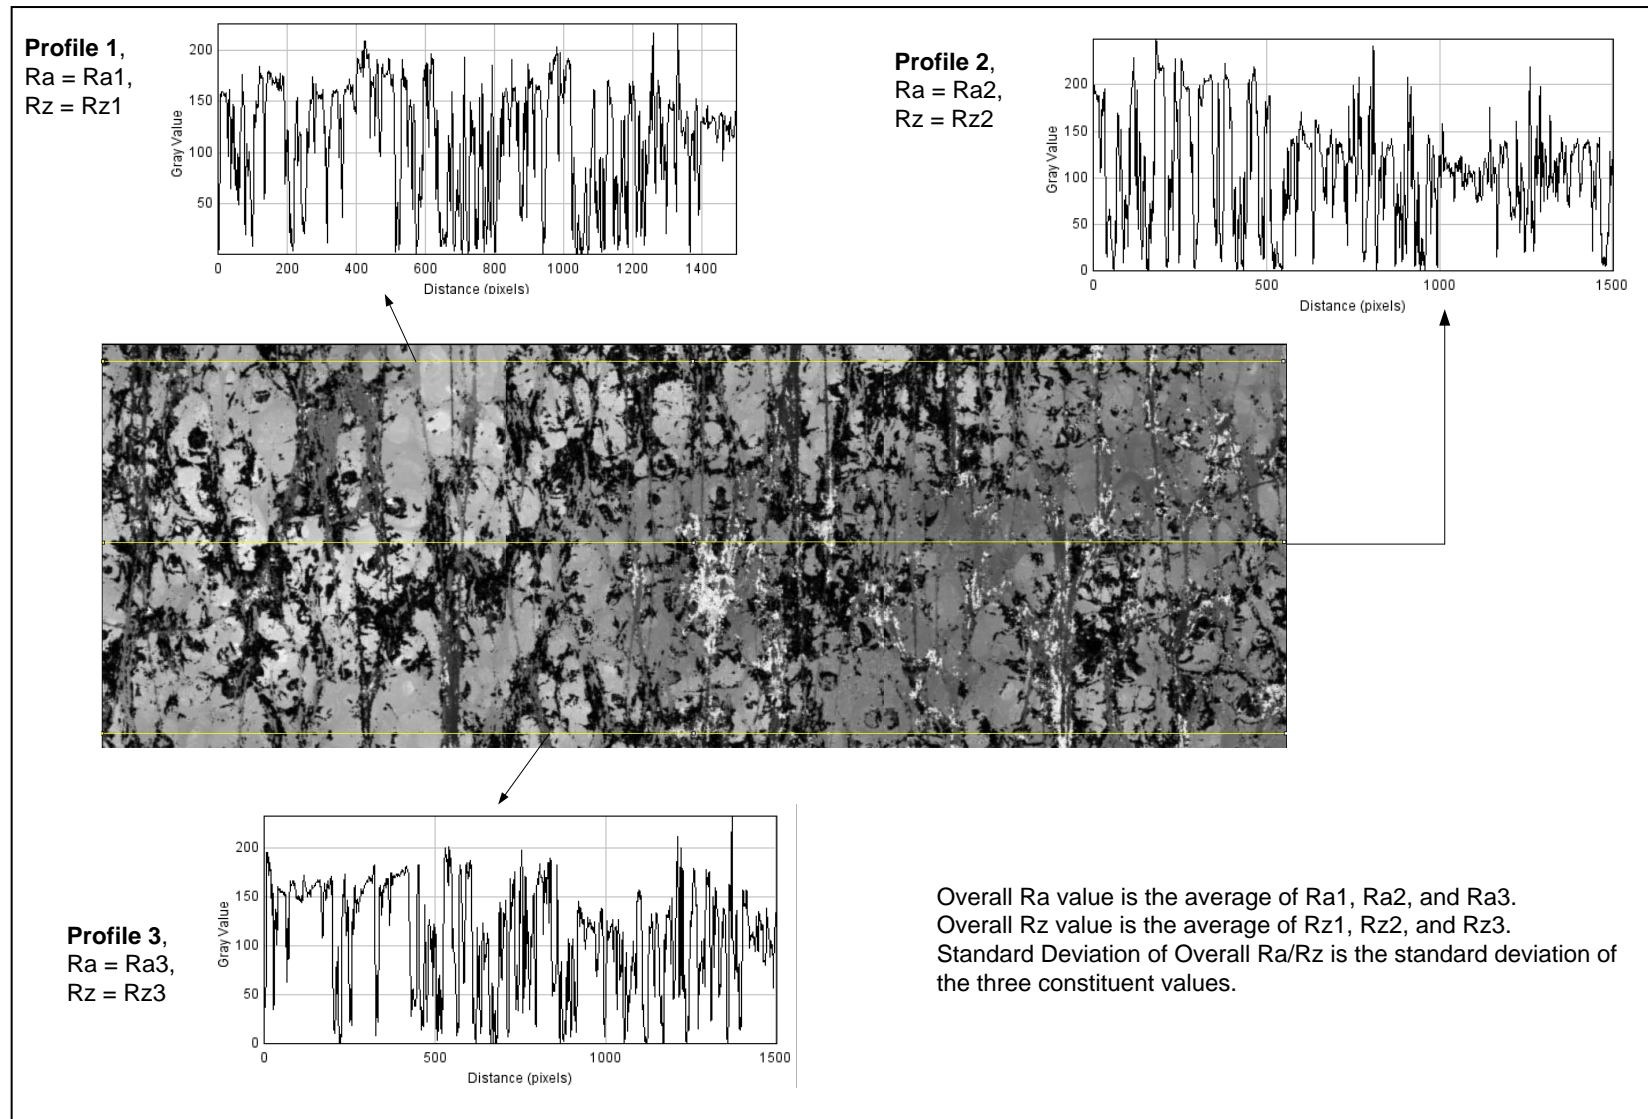 Profile 1,
Ra = Ra1,
Rz = Rz1
200
150
100
50
Gray Value
0 200 400 600 800 1000 1200 1400
Distance (pixels)
Profile 2,
Ra = Ra2,
Rz = Rz2
200
150
100
50
0
Gray Value
0 500 1000 1500
Distance (pixels)
Profile 3,
Ra = Ra3,
Rz = Rz3
200
150
100
50
0
Gray Value
0 500 1000 1500
Distance (pixels)
Overall Ra value is the average of Ra1, Ra2, and Ra3.
Overall Rz value is the average of Rz1, Rz2, and Rz3.
Standard Deviation of Overall Ra/Rz is the standard deviation of
the three constituent values.